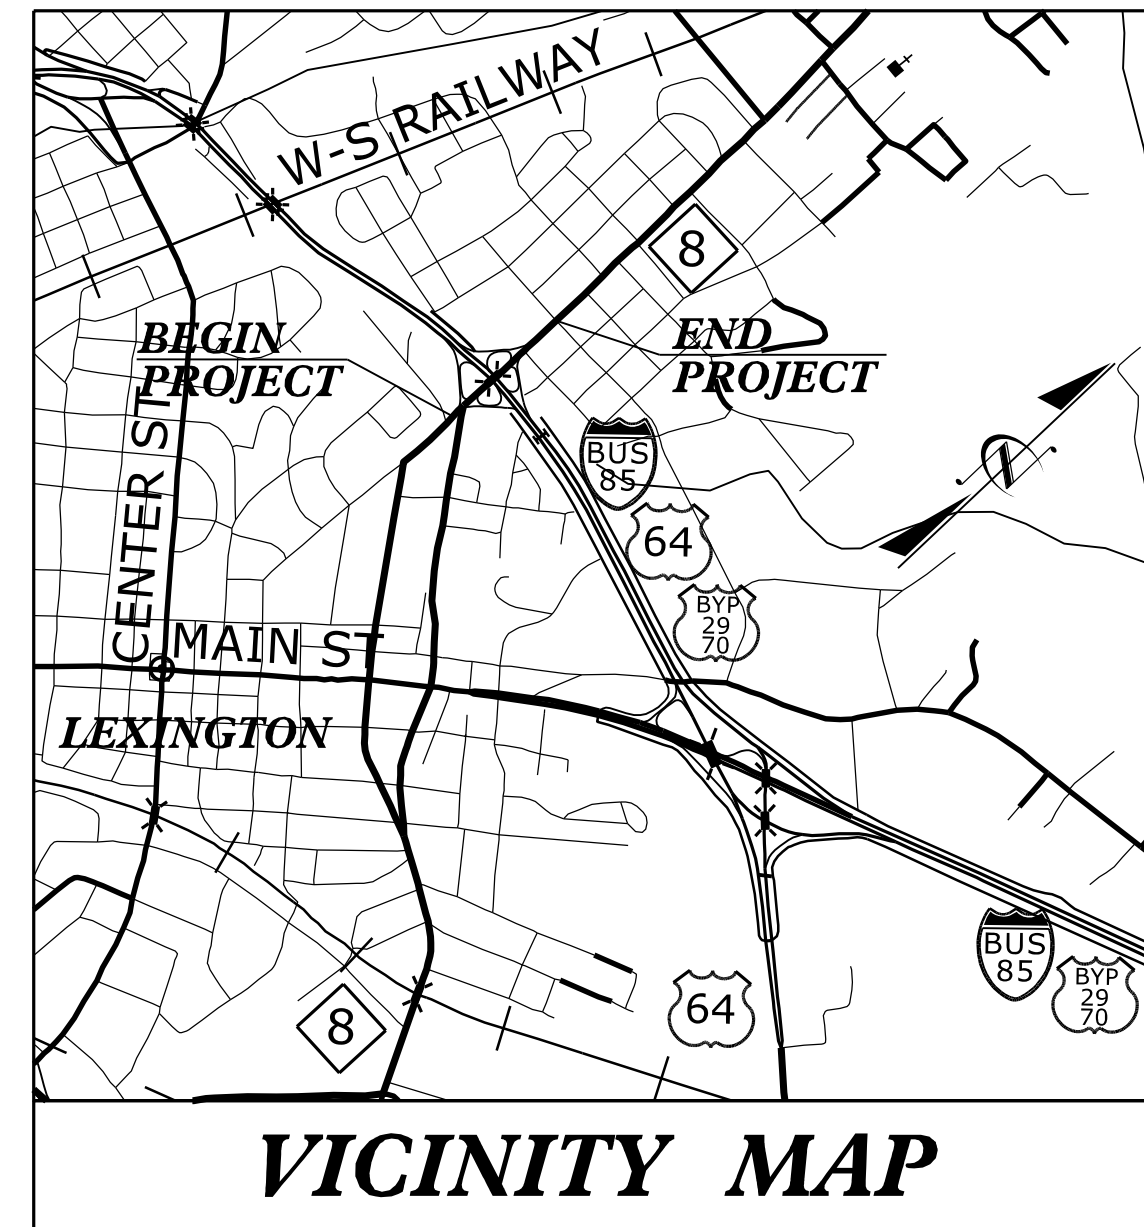 W-S RAILWAY
8
BEGIN
PROJECT
END
PROJECT
CENTER ST
BUS
85
64
BYP
29
70
MAIN ST
LEXINGTON
BUS
85
BYP
29
70
64
8
VICINITY MAP